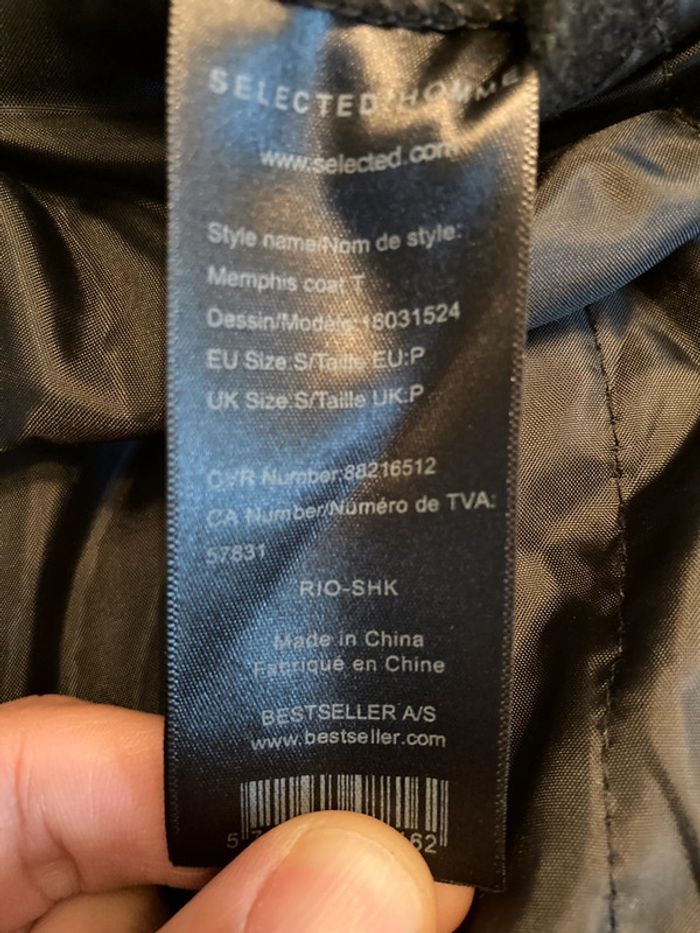 SELECTED/HOMME
www.selected.com
Style name/Nom de style:
Memphis coat T
Dessin/Modèle:16031524
EU Size:S/Taille EU:P
UK Size:S/Taille UK:P
CVR Number:88216512
CA Number/Numéro de TVA:
57831
RIO-SHK
Made in China
Fabriqué en Chine
BESTSELLER A/S
www.bestseller.com